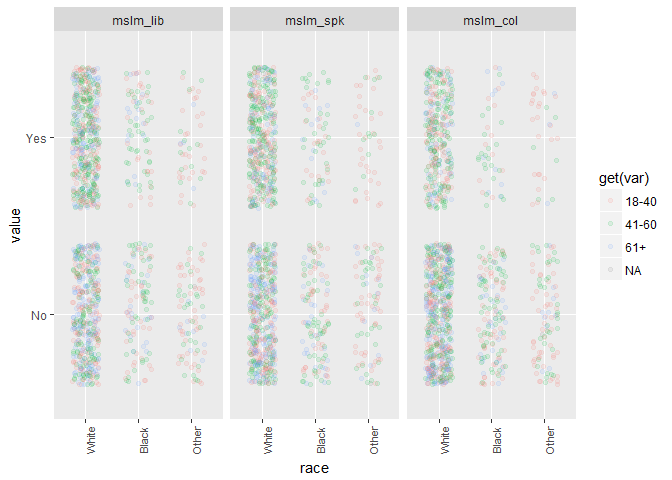 mslm_lib mslm_spk mslm_col
Yes
No
value
White Black Other White Black Other White Black Other
race
get(var)
18-40
41-60
61+
NA